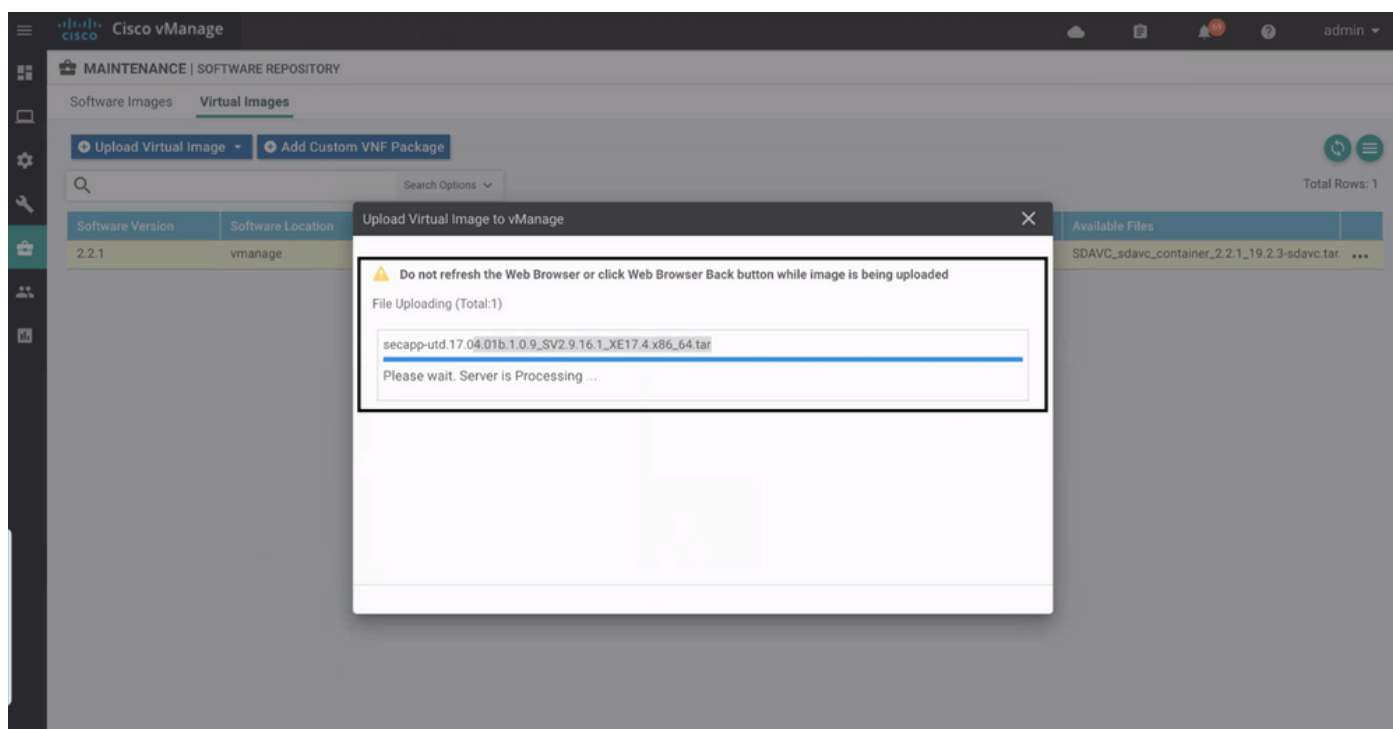 Cisco vManage
cisco
admin
MAINTENANCE | SOFTWARE REPOSITORY
Software Images Virtual Images
Upload Virtual Image Add Custom VNF Package
Search Options Total Rows: 1
Software Version Software Location Available Files
2.2.1 vmanage SDAVC_sdavc_container_2.2.1_19.2.3-sdavc.tar. ...
Upload Virtual Image to vManage
Do not refresh the Web Browser or click Web Browser Back button while image is being uploaded
File Uploading (Total:1)
secapp-utd.17.04.01b.1.0.9_SV2.9.16.1_XE17.4.x86_64.tar
Please wait. Server is Processing ...